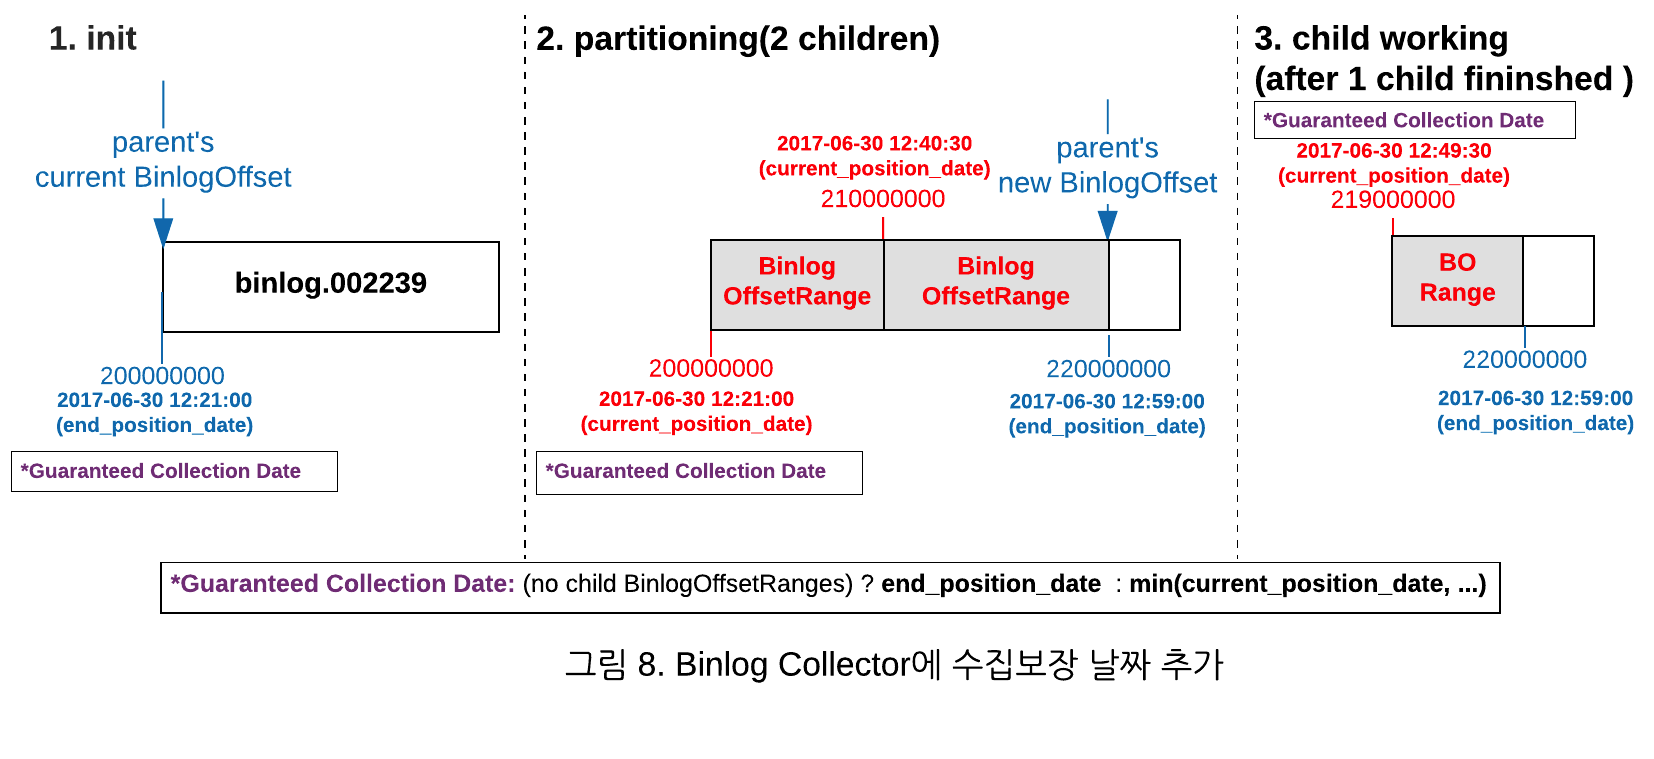 1. init
parent's
current BinlogOffset
binlog.002239
200000000
2017-06-30 12:21:00
(end_position_date)
*Guaranteed Collection Date
2. partitioning(2 children)
2017-06-30 12:40:30
(current_position_date)
210000000
parent's
new BinlogOffset
Binlog
OffsetRange
Binlog
OffsetRange
200000000
2017-06-30 12:21:00
(current_position_date)
*Guaranteed Collection Date
220000000
2017-06-30 12:59:00
(end_position_date)
3. child working
(after 1 child fininshed )
*Guaranteed Collection Date
2017-06-30 12:49:30
(current_position_date)
219000000
BO
Range
220000000
2017-06-30 12:59:00
(end_position_date)
*Guaranteed Collection Date: (no child BinlogOffsetRanges) ? end_position_date : min(current_position_date, ...)
그림 8. Binlog Collector에 수집보장 날짜 추가